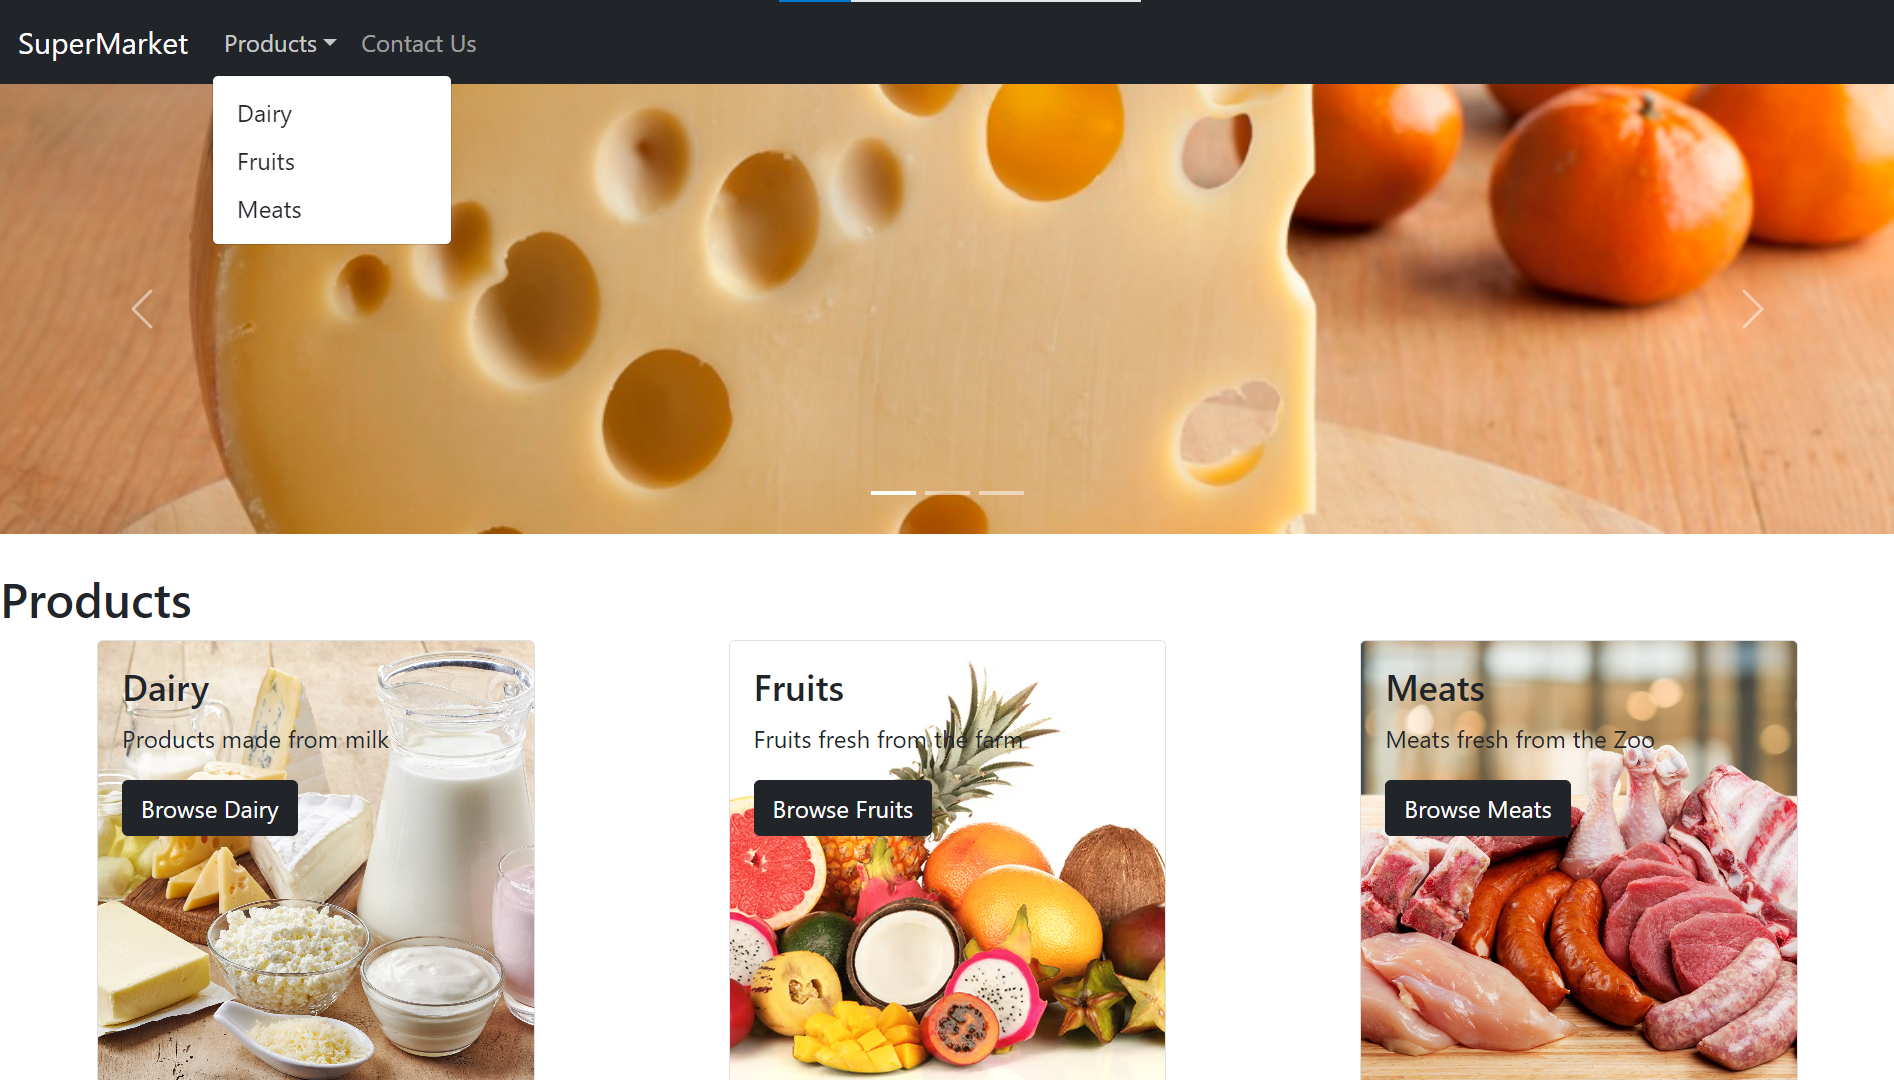 SuperMarket Products Contact Us
Dairy
Fruits
Meats
Products
Dairy
Products made from milk
Browse Dairy
Fruits
Fruits fresh from the farm
Browse Fruits
Meats
Meats fresh from the Zoo
Browse Meats